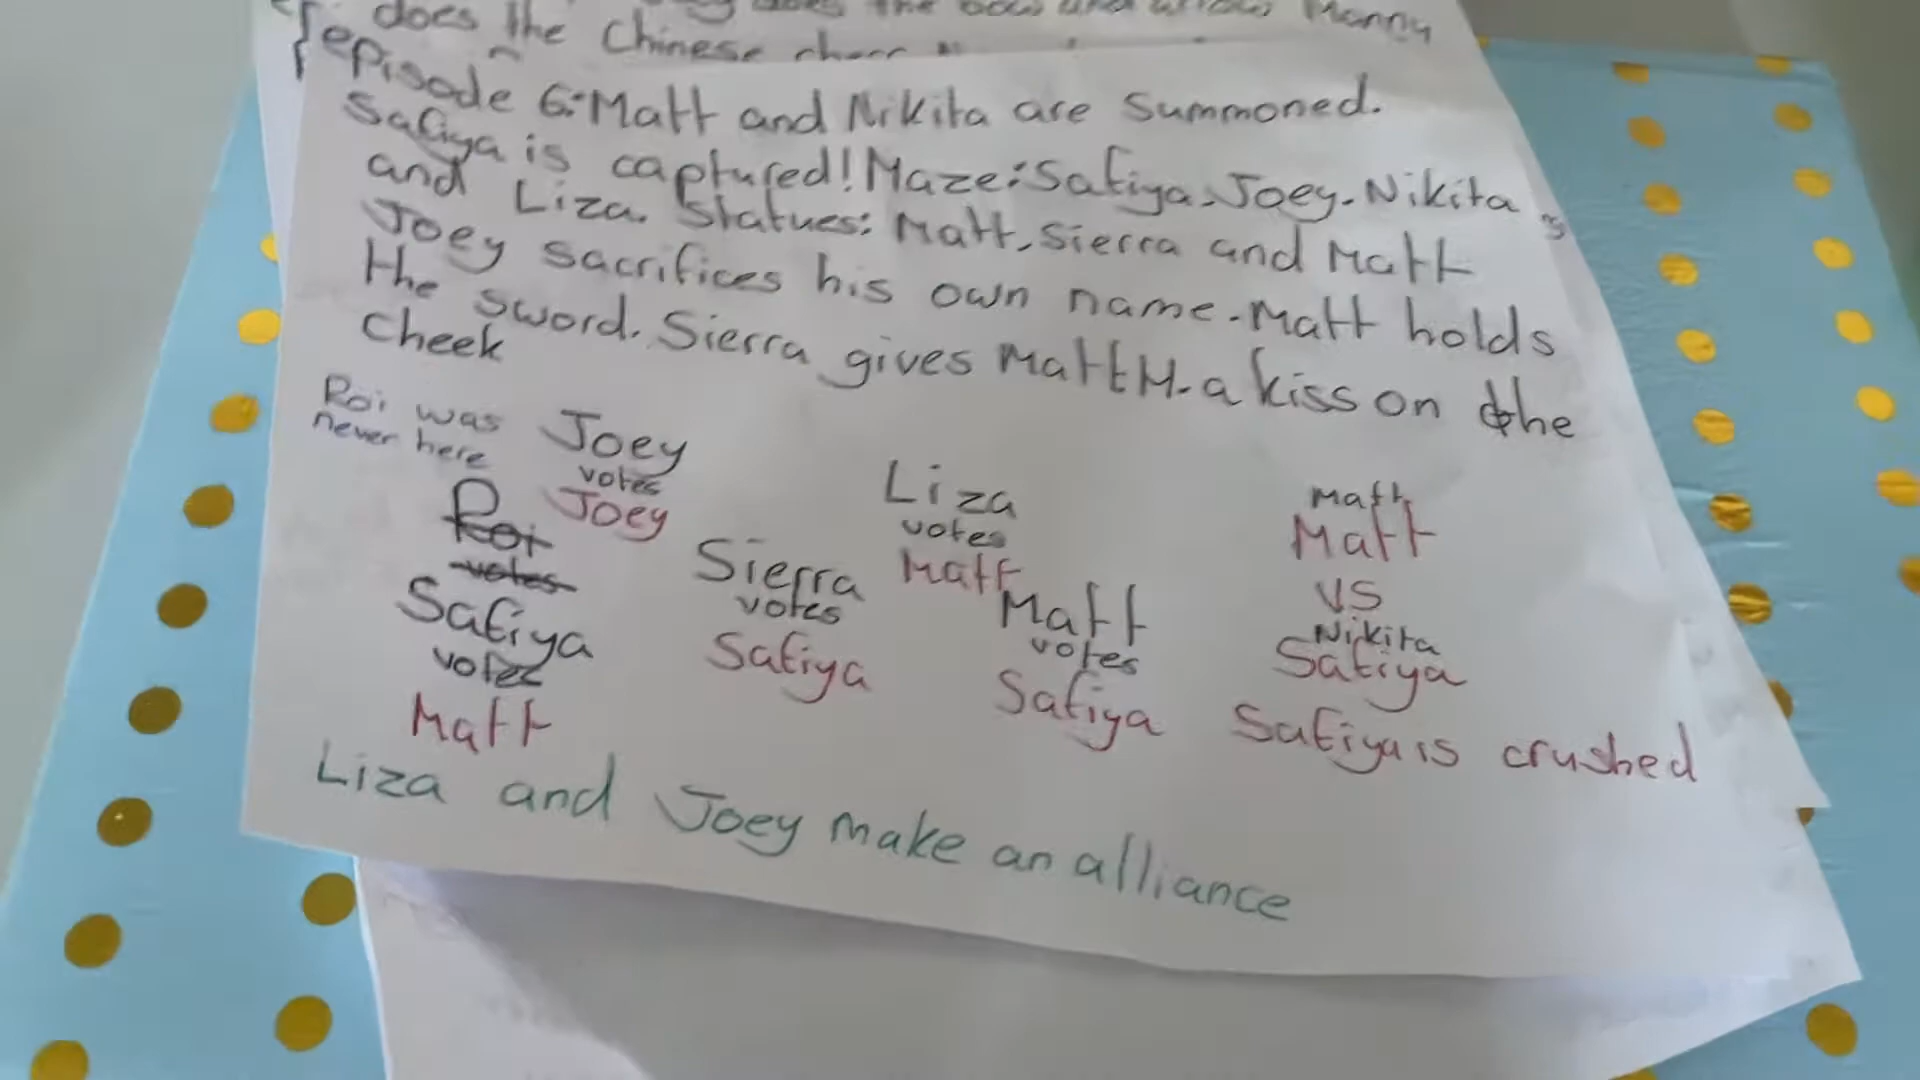 does the Chinese
episode 6: Matt and Nikita are summoned.
Safiya is captured! Maze: Safiya, Joey, Nikita,
and Liza. Statues: Matt, Sierra and Matt
Joey sacrifices his own name. Matt holds
the sword. Sierra gives Matt H. a kiss on the
cheek
Roi was
never here
Joey
votes
Joey
Roi
votes
Safiya
votes
Matt
Sierra
votes
Safiya
Liza
votes
Matt
Matt
votes
Safiya
Matt
Matt
VS
Nikita
Safiya
Safiya is crushed
Liza and Joey make an alliance